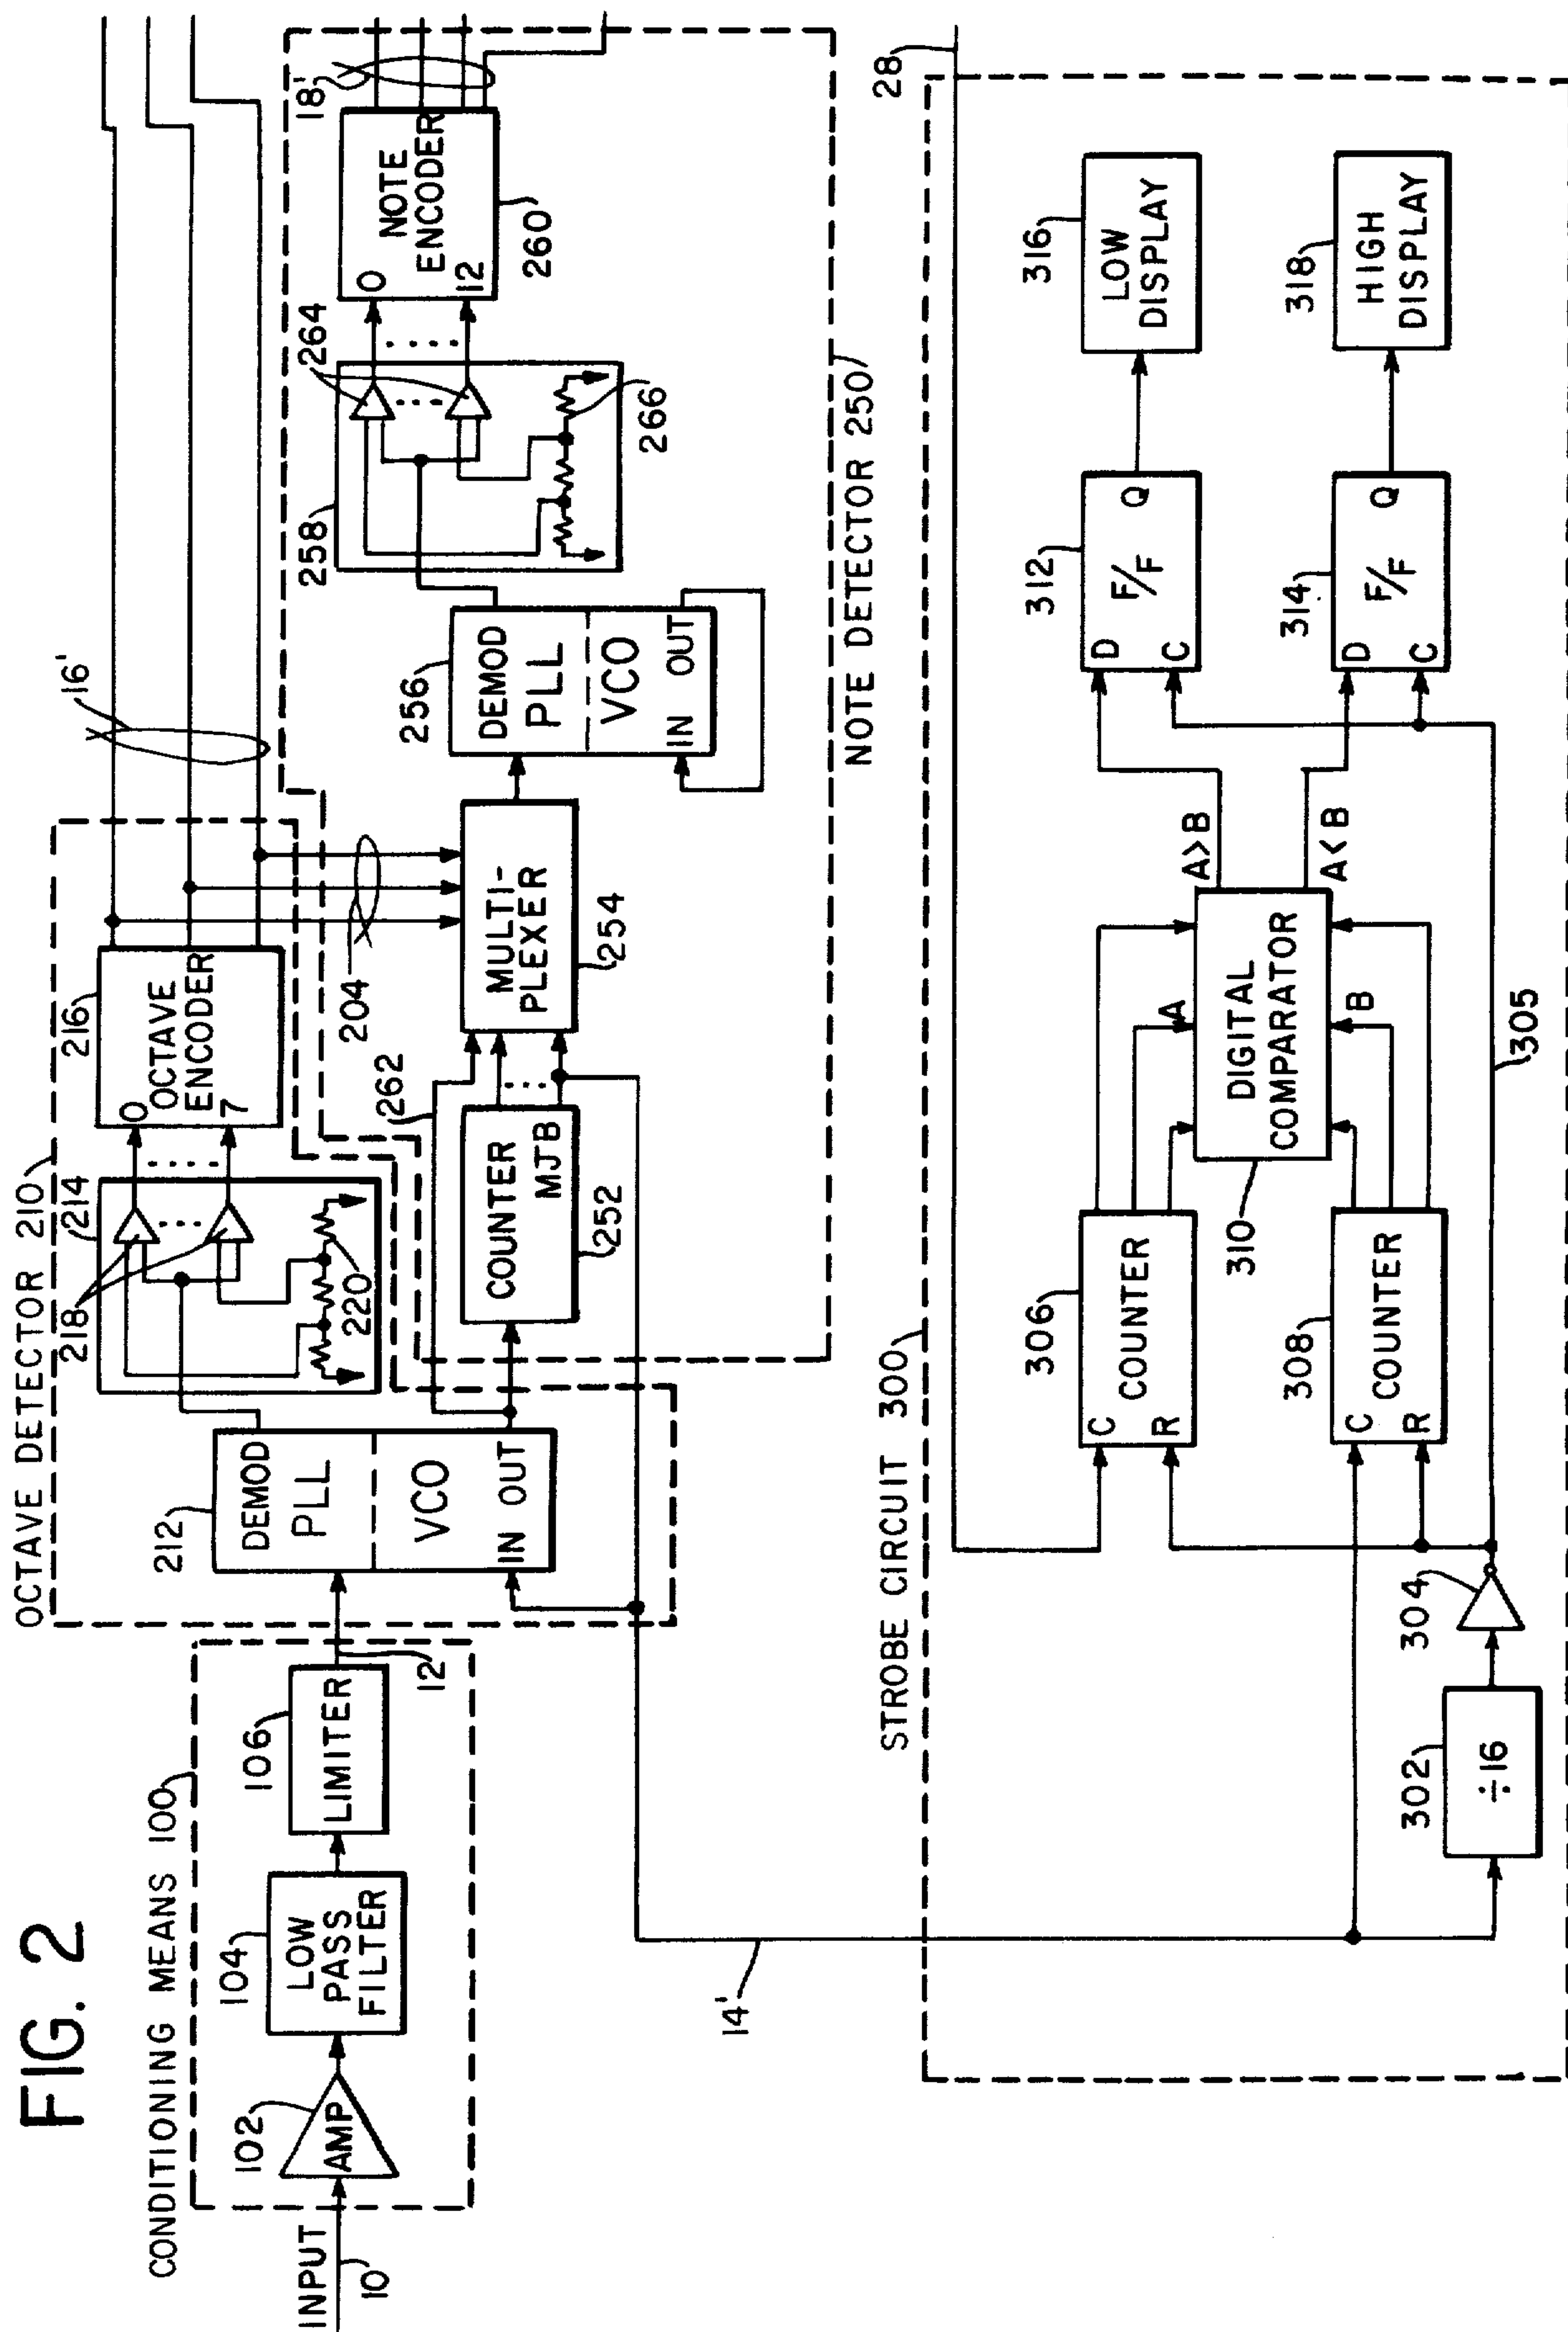 FIG. 2
CONDITIONING MEANS 100
INPUT
10'
102
AMP
104
LOW
PASS
FILTER
106
LIMITER
12
OCTAVE DETECTOR 210
212
DEMOD
PLL
VCO
IN OUT
214
218
220
216
OCTAVE
ENCODER
0
7
16'
204
262
COUNTER
MJB
252
MULTI-
PLEXER
254
256
DEMOD
PLL
VCO
IN OUT
258
264
266
NOTE
ENCODER
0
12
260
18'
NOTE DETECTOR 250
14'
28
STROBE CIRCUIT 300
302
÷16
304
305
306
C
R
COUNTER
308
C
R
COUNTER
310
DIGITAL
COMPARATOR
A
B
A>B
A<B
312
D
C
F/F
Q
314
D
C
F/F
Q
316
LOW
DISPLAY
318
HIGH
DISPLAY